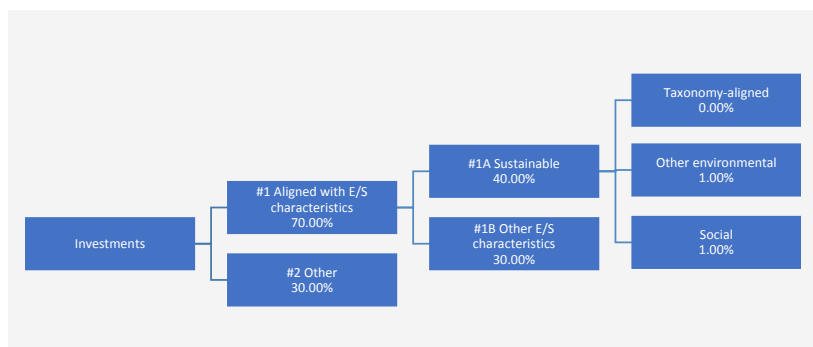 Investments
#1 Aligned with E/S
characteristics
70.00%
#2 Other
30.00%
#1A Sustainable
40.00%
#1B Other E/S
characteristics
30.00%
Taxonomy-aligned
0.00%
Other environmental
1.00%
Social
1.00%